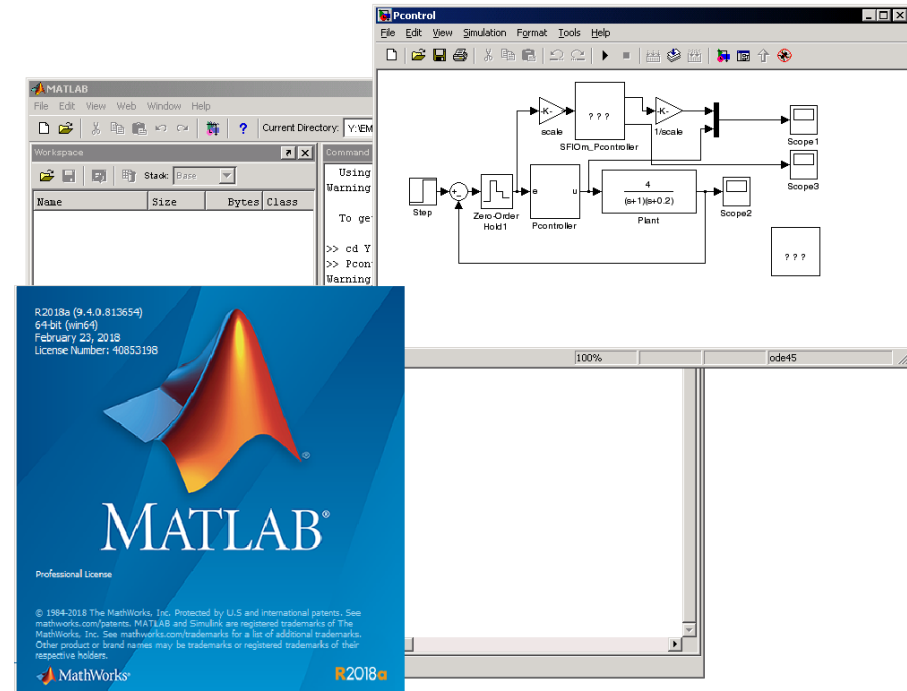 Pcontrol
File Edit View Simulation Format Tools Help
-K-
scale
? ? ?
SFIOm_Pcontroller
-K-
1/scale
Scope1
Scope3
Step
Zero-Order
Hold1
e
u
Pcontroller
4
(s+1)(s+0.2)
Plant
Scope2
? ? ?
100%
ode45
MATLAB
File Edit View Web Window Help
? Current Directory: Y:\EM
Workspace
Stack: Base
Name Size Bytes Class
Command
Using
Warning
To get
>> cd Y
>> Pcon
Warning
R2018a (9.4.0.813654)
64-bit (win64)
February 23, 2018
License Number: 40853198
MATLAB®
Professional License
© 1984-2018 The MathWorks, Inc. Protected by U.S and international patents. See
mathworks.com/patents. MATLAB and Simulink are registered trademarks of The
MathWorks, Inc. See mathworks.com/trademarks for a list of additional trademarks.
Other product or brand names may be trademarks or registered trademarks of their
respective holders.
MathWorks®
R2018a